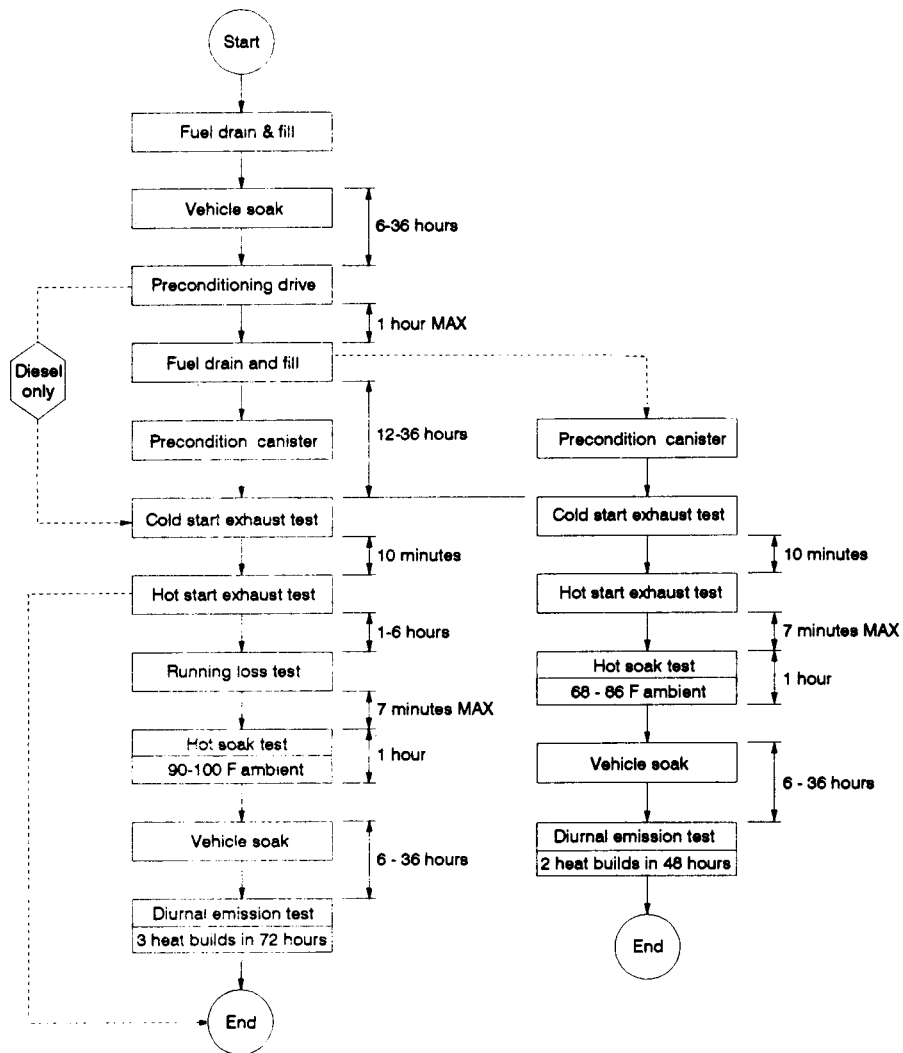 Start
Fuel drain & fill
Vehicle soak
6-36 hours
Preconditioning drive
1 hour MAX
Fuel drain and fill
Diesel
only
12-36 hours
Precondition canister
Cold start exhaust test
10 minutes
Hot start exhaust test
1-6 hours
Running loss test
7 minutes MAX
Hot soak test
90-100 F ambient
1 hour
Vehicle soak
6 - 36 hours
Diurnal emission test
3 heat builds in 72 hours
End
Precondition canister
Cold start exhaust test
10 minutes
Hot start exhaust test
7 minutes MAX
Hot soak test
68 - 86 F ambient
1 hour
Vehicle soak
6 - 36 hours
Diurnal emission test
2 heat builds in 48 hours
End